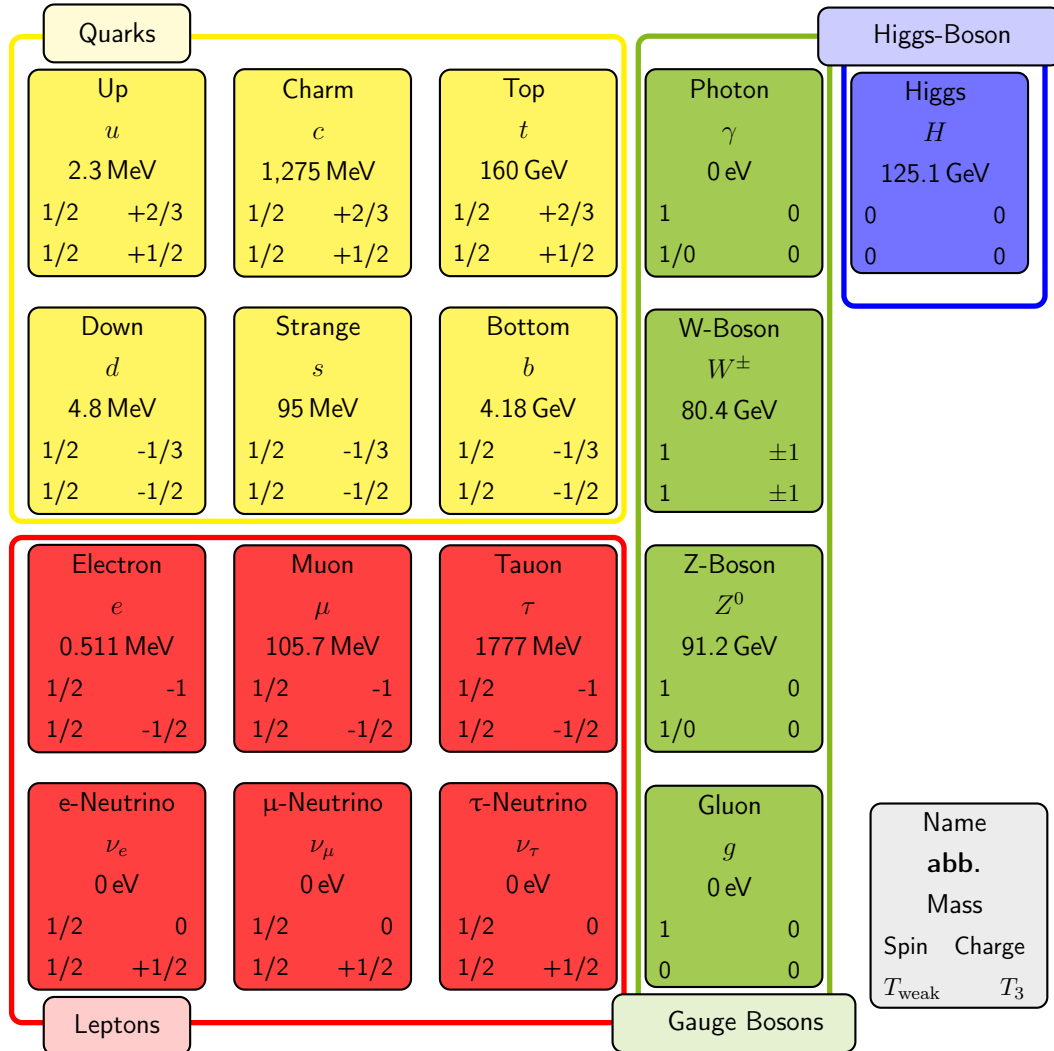 Quarks
Up
u
2.3 MeV
1/2 +2/3
1/2 +1/2
Charm
c
1,275 MeV
1/2 +2/3
1/2 +1/2
Top
t
160 GeV
1/2 +2/3
1/2 +1/2
Down
d
4.8 MeV
1/2 -1/3
1/2 -1/2
Strange
s
95 MeV
1/2 -1/3
1/2 -1/2
Bottom
b
4.18 GeV
1/2 -1/3
1/2 -1/2
Electron
e
0.511 MeV
1/2 -1
1/2 -1/2
Muon
μ
105.7 MeV
1/2 -1
1/2 -1/2
Tauon
τ
1777 MeV
1/2 -1
1/2 -1/2
e-Neutrino
νe
0 eV
1/2 0
1/2 +1/2
μ-Neutrino
νμ
0 eV
1/2 0
1/2 +1/2
τ-Neutrino
ντ
0 eV
1/2 0
1/2 +1/2
Leptons
Photon
γ
0 eV
1 0
1/0 0
W-Boson
W±
80.4 GeV
1 ±1
1 ±1
Z-Boson
Z0
91.2 GeV
1 0
1/0 0
Gluon
g
0 eV
1 0
0 0
Gauge Bosons
Higgs-Boson
Higgs
H
125.1 GeV
0 0
0 0
Name
abb.
Mass
Spin Charge
Tweak T3